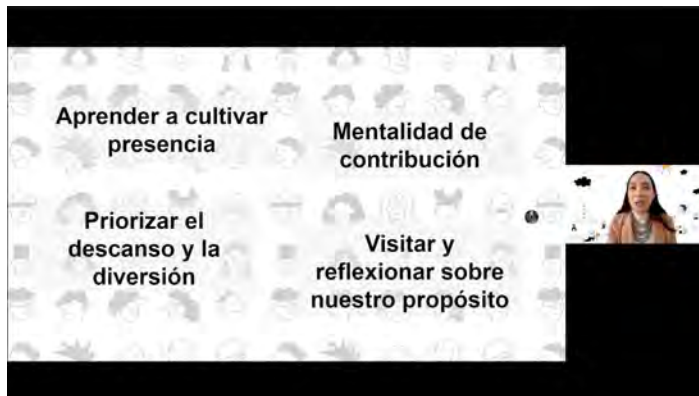 Aprender a cultivar
presencia
Mentalidad de
contribución
Priorizar el
descanso y la
diversión
Visitar y
reflexionar sobre
nuestro propósito